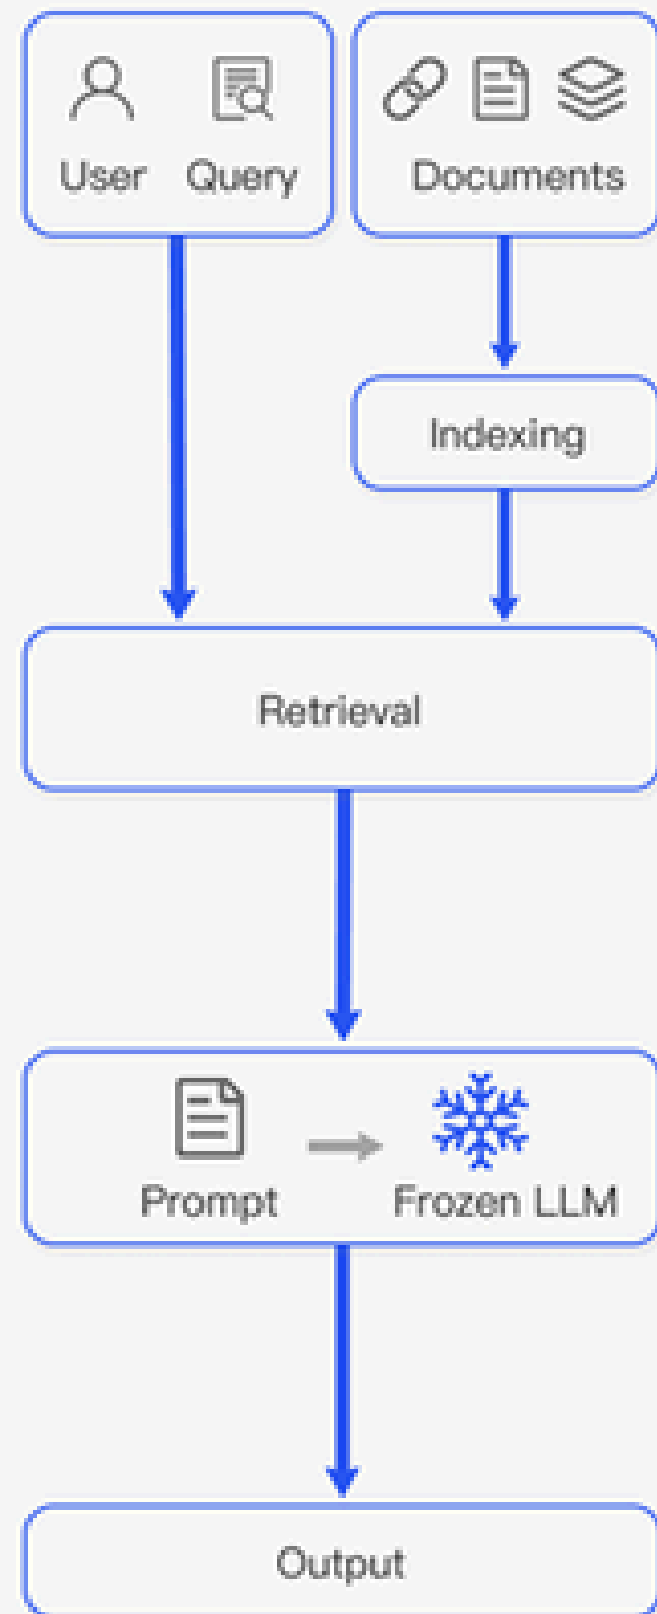 User Query
Documents
Indexing
Retrieval
Prompt
Frozen LLM
Output